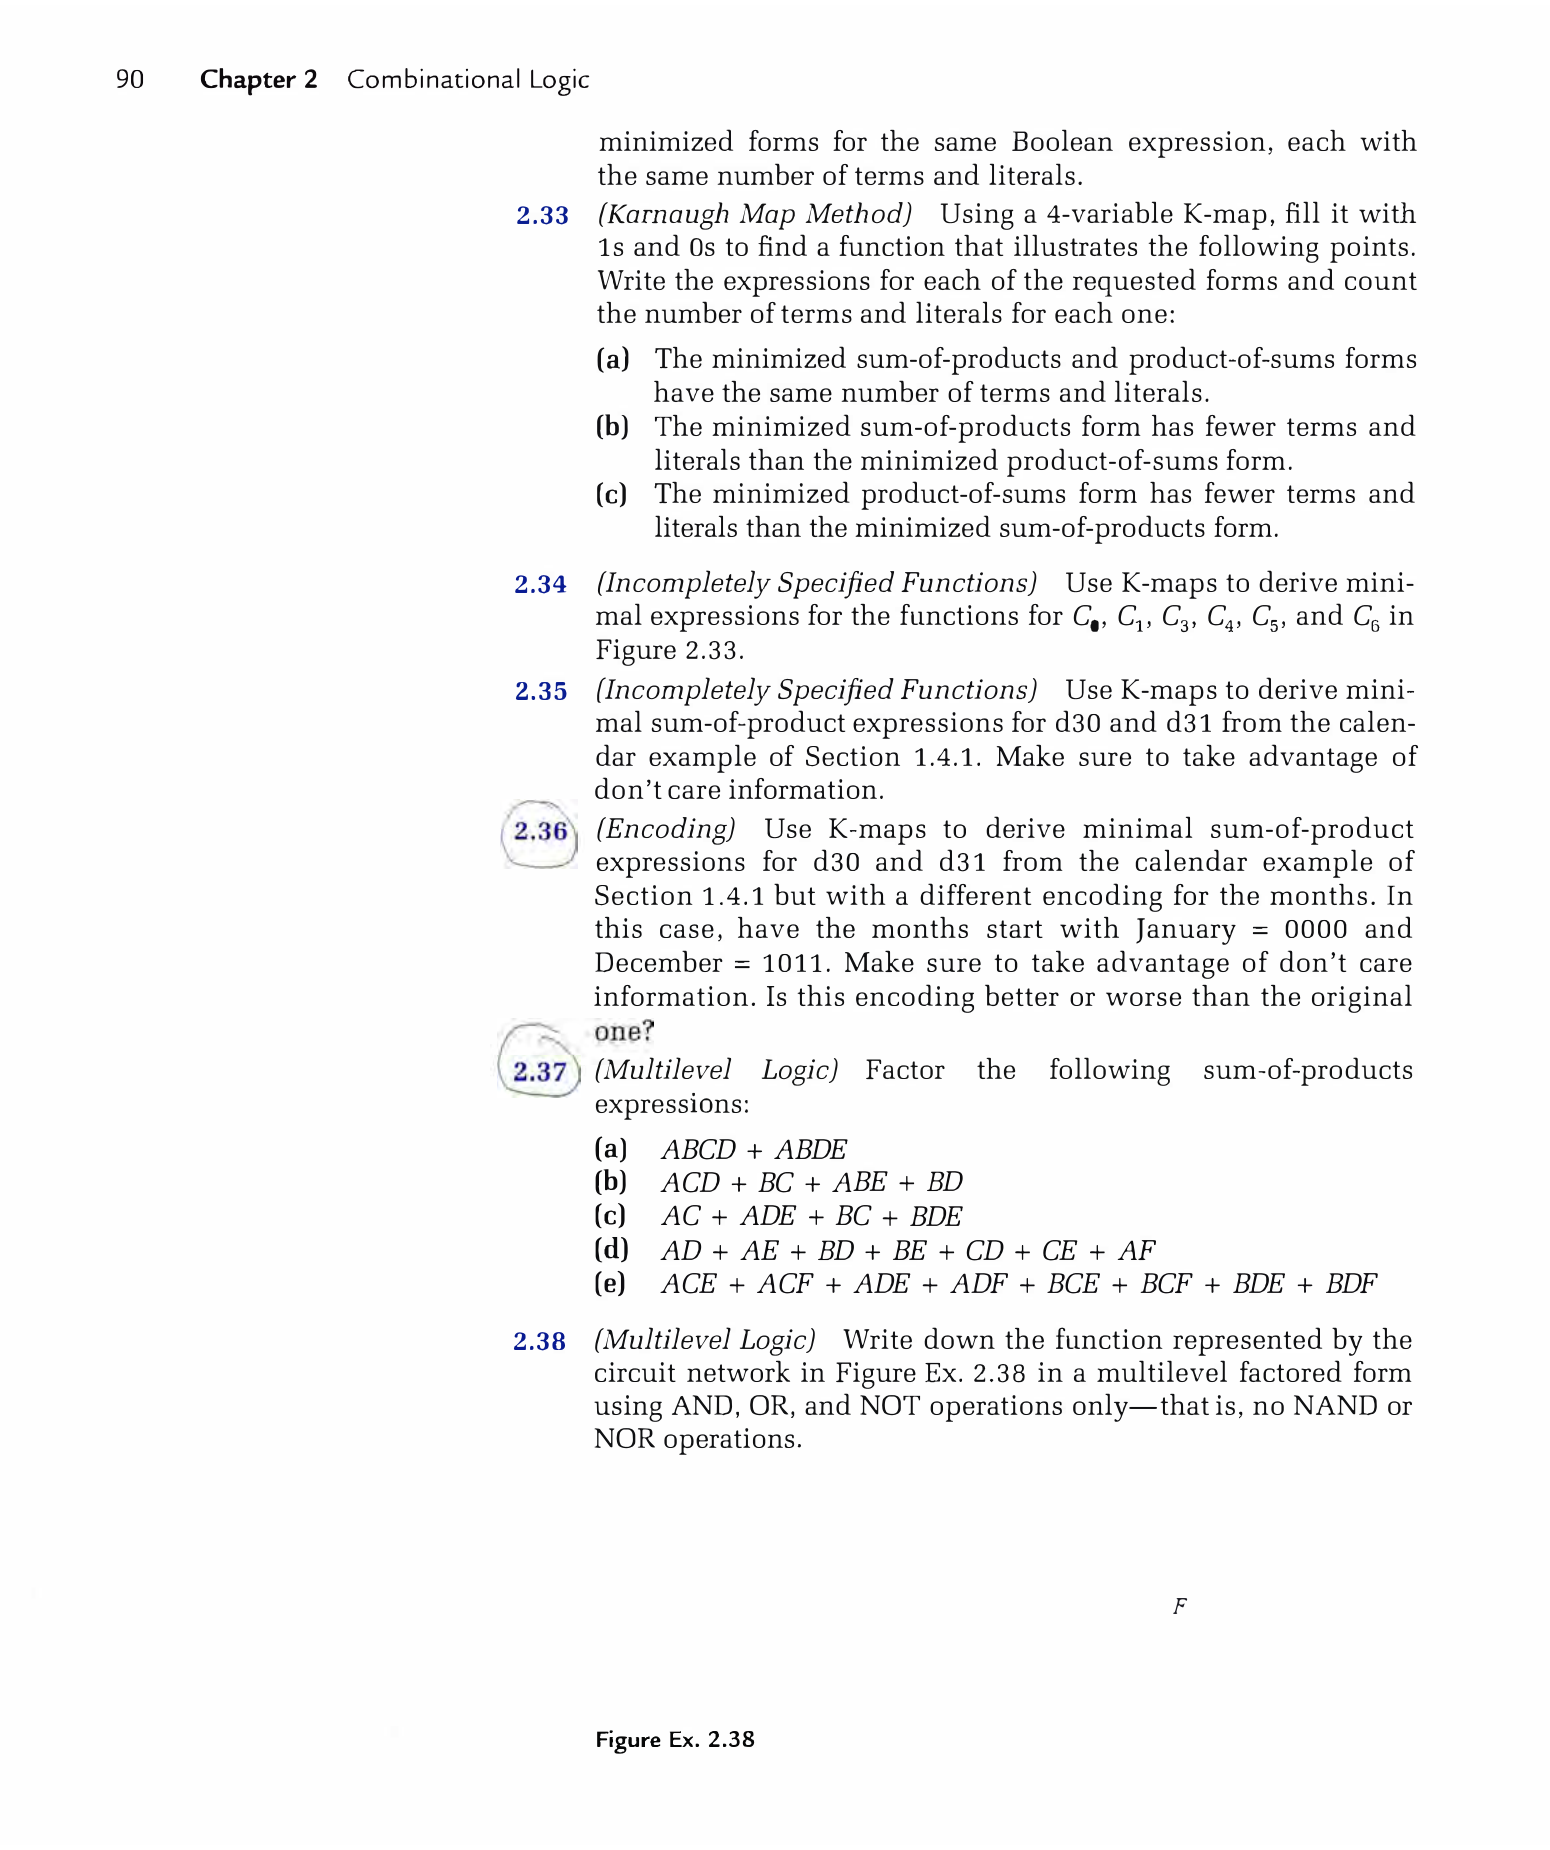 90 Chapter 2 Combinational Logic
minimized forms for the same Boolean expression, each with
the same number of terms and literals.
2.33 (Karnaugh Map Method) Using a 4-variable K-map, fill it with
1s and 0s to find a function that illustrates the following points.
Write the expressions for each of the requested forms and count
the number of terms and literals for each one:
(a) The minimized sum-of-products and product-of-sums forms
have the same number of terms and literals.
(b) The minimized sum-of-products form has fewer terms and
literals than the minimized product-of-sums form.
(c) The minimized product-of-sums form has fewer terms and
literals than the minimized sum-of-products form.
2.34 (Incompletely Specified Functions) Use K-maps to derive mini-
mal expressions for the functions for C₀, C₁, C₃, C₄, C₅, and C₆ in
Figure 2.33.
2.35 (Incompletely Specified Functions) Use K-maps to derive mini-
mal sum-of-product expressions for d30 and d31 from the calen-
dar example of Section 1.4.1. Make sure to take advantage of
don't care information.
2.36 (Encoding) Use K-maps to derive minimal sum-of-product
expressions for d30 and d31 from the calendar example of
Section 1.4.1 but with a different encoding for the months. In
this case, have the months start with January = 0000 and
December = 1011. Make sure to take advantage of don't care
information. Is this encoding better or worse than the original
one?
2.37 (Multilevel Logic) Factor the following sum-of-products
expressions:
(a) ABCD + ABDE
(b) ACD + BC + ABE + BD
(c) AC + ADE + BC + BDE
(d) AD + AE + BD + BE + CD + CE + AF
(e) ACE + ACF + ADE + ADF + BCE + BCF + BDE + BDF
2.38 (Multilevel Logic) Write down the function represented by the
circuit network in Figure Ex. 2.38 in a multilevel factored form
using AND, OR, and NOT operations only—that is, no NAND or
NOR operations.
F
Figure Ex. 2.38